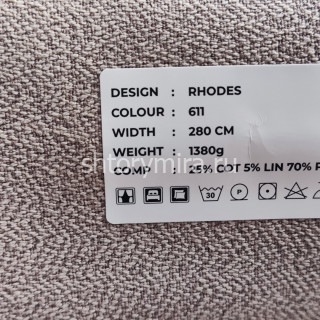 DESIGN : RHODES
COLOUR : 611
WIDTH : 280 CM
WEIGHT : 1380g
shtorymira.ru
COMP : 25% COT 5% LIN 70% P
30 P